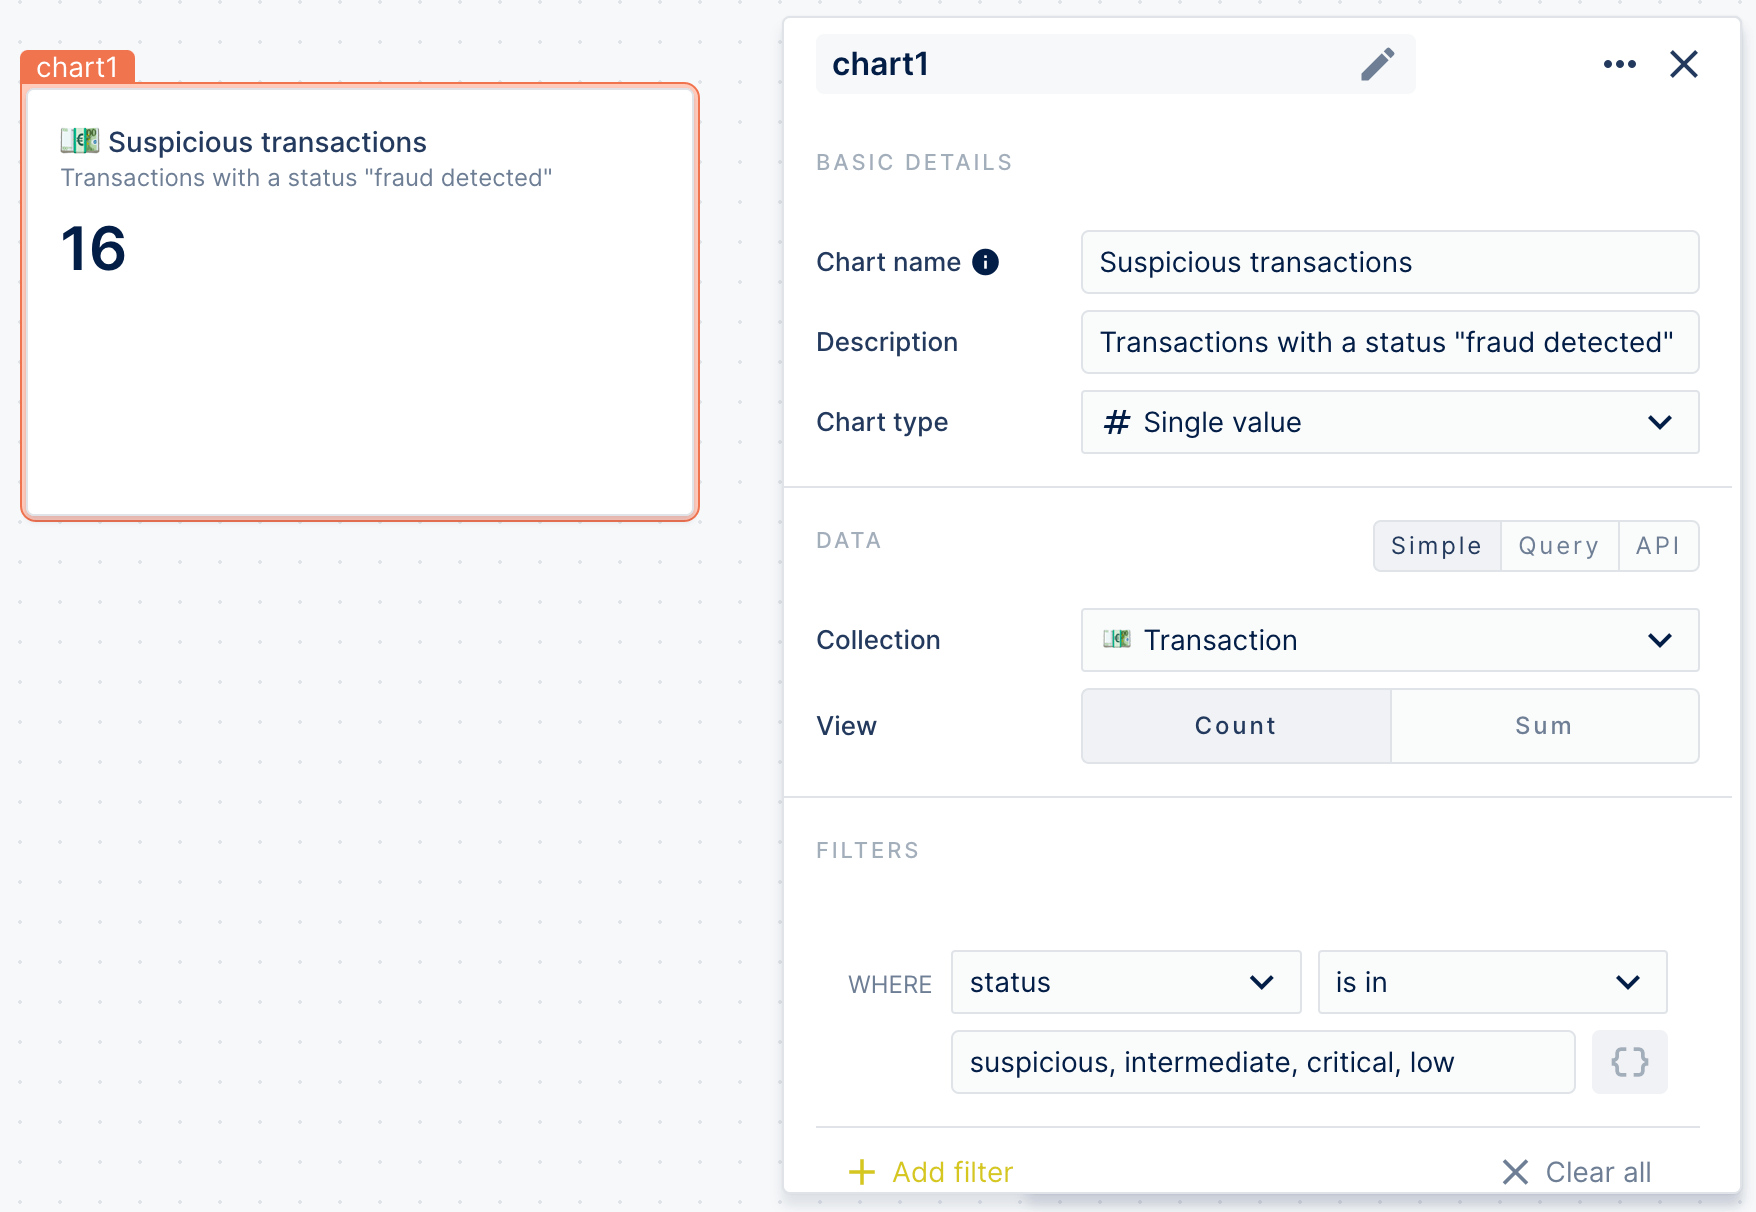 chart1
Suspicious transactions
Transactions with a status "fraud detected"
16
chart1
BASIC DETAILS
Chart name
Suspicious transactions
Description
Transactions with a status "fraud detected"
Chart type
# Single value
DATA
Simple Query API
Collection
Transaction
View
Count Sum
FILTERS
WHERE status is in
suspicious, intermediate, critical, low {}
+ Add filter
Clear all